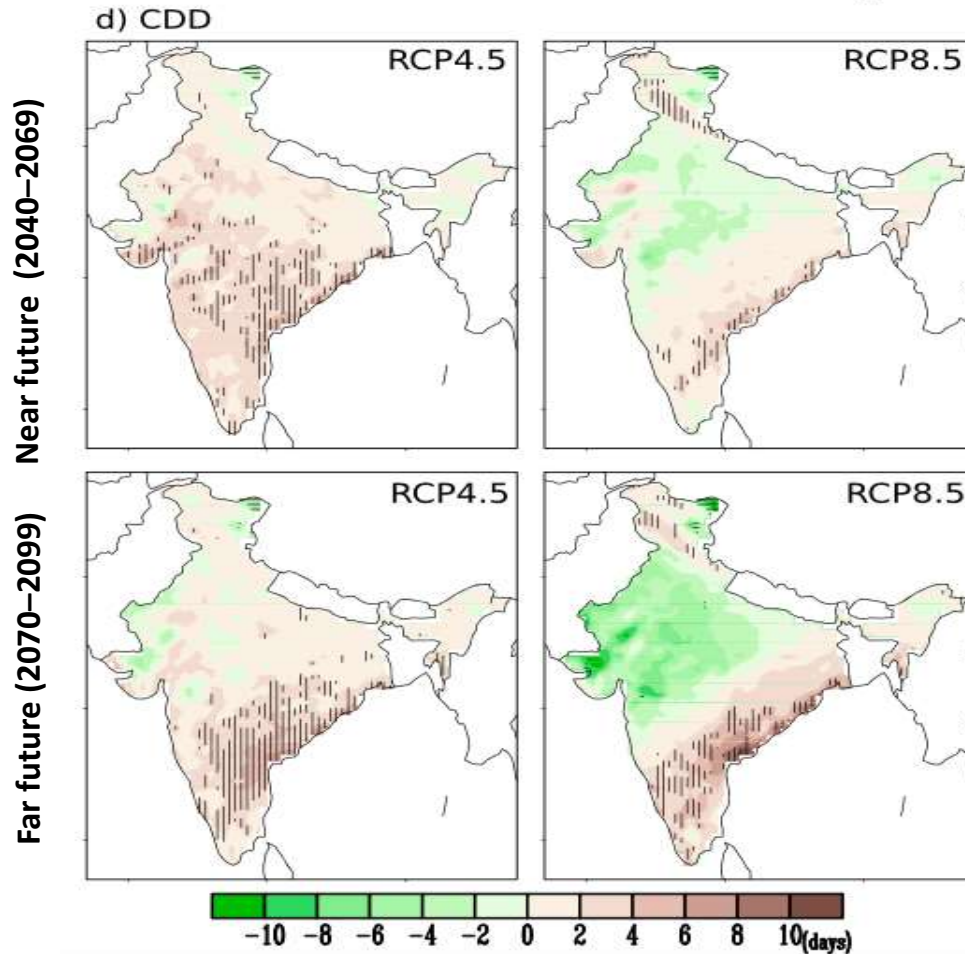 d) CDD
RCP4.5
RCP8.5
Near future (2040–2069)
RCP4.5
RCP8.5
Far future (2070–2099)
-10 -8 -6 -4 -2 0 2 4 6 8 10(days)